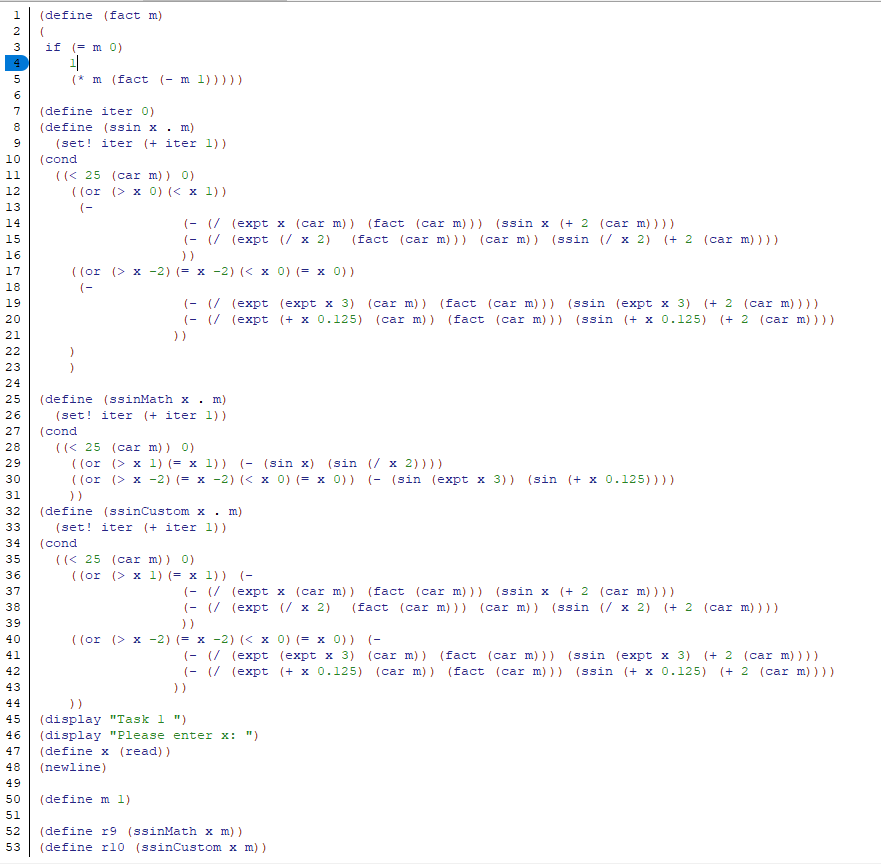 1 (define (fact m)
2 (
3 if (= m 0)
4 1
5 (* m (fact (- m 1)))))
6
7 (define iter 0)
8 (define (ssin x . m)
9 (set! iter (+ iter 1))
10 (cond
11 ((< 25 (car m)) 0)
12 ((or (> x 0)(< x 1))
13 (-
14 (- (/ (expt x (car m)) (fact (car m))) (ssin x (+ 2 (car m))))
15 (- (/ (expt (/ x 2) (fact (car m))) (car m)) (ssin (/ x 2) (+ 2 (car m))))
16 ))
17 ((or (> x -2)(= x -2)(< x 0)(= x 0))
18 (-
19 (- (/ (expt (expt x 3) (car m)) (fact (car m))) (ssin (expt x 3) (+ 2 (car m))))
20 (- (/ (expt (+ x 0.125) (car m)) (fact (car m))) (ssin (+ x 0.125) (+ 2 (car m))))
21 ))
22 )
23 )
24
25 (define (ssinMath x . m)
26 (set! iter (+ iter 1))
27 (cond
28 ((< 25 (car m)) 0)
29 ((or (> x 1)(= x 1)) (- (sin x) (sin (/ x 2))))
30 ((or (> x -2)(= x -2)(< x 0)(= x 0)) (- (sin (expt x 3)) (sin (+ x 0.125))))
31 ))
32 (define (ssinCustom x . m)
33 (set! iter (+ iter 1))
34 (cond
35 ((< 25 (car m)) 0)
36 ((or (> x 1)(= x 1)) (-
37 (- (/ (expt x (car m)) (fact (car m))) (ssin x (+ 2 (car m))))
38 (- (/ (expt (/ x 2) (fact (car m))) (car m)) (ssin (/ x 2) (+ 2 (car m))))
39 ))
40 ((or (> x -2)(= x -2)(< x 0)(= x 0)) (-
41 (- (/ (expt (expt x 3) (car m)) (fact (car m))) (ssin (expt x 3) (+ 2 (car m))))
42 (- (/ (expt (+ x 0.125) (car m)) (fact (car m))) (ssin (+ x 0.125) (+ 2 (car m))))
43 ))
44 ))
45 (display "Task 1 ")
46 (display "Please enter x: ")
47 (define x (read))
48 (newline)
49
50 (define m 1)
51
52 (define r9 (ssinMath x m))
53 (define r10 (ssinCustom x m))